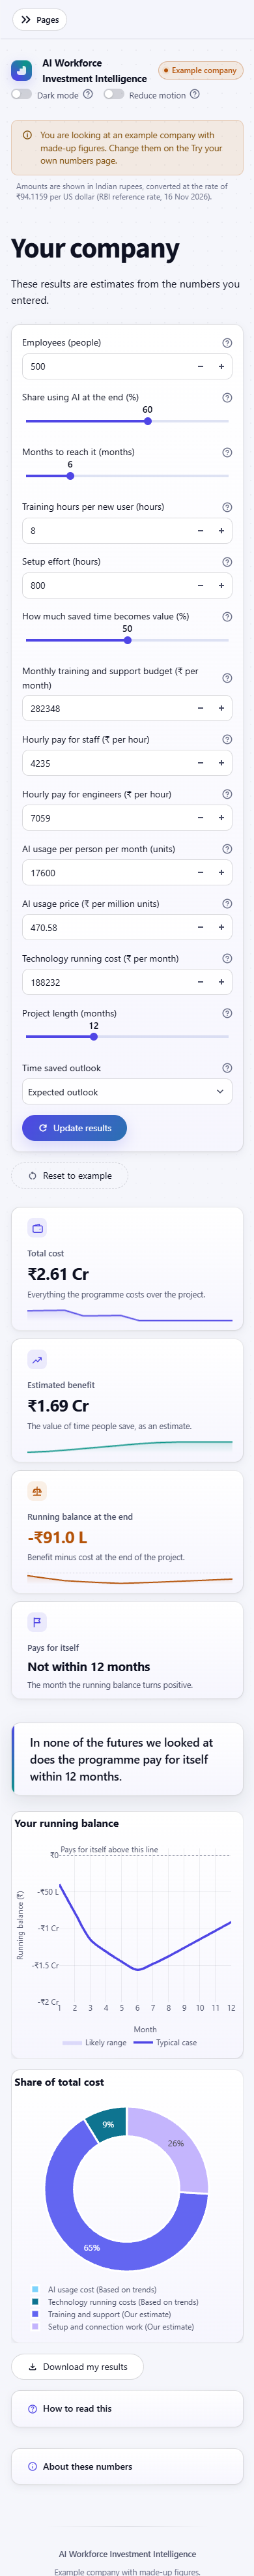 Pages
AI Workforce
Investment Intelligence
Example company
Dark mode
Reduce motion
You are looking at an example company with
made-up figures. Change them on the Try your
own numbers page.
Amounts are shown in Indian rupees, converted at the rate of
₹94.1159 per US dollar (RBI reference rate, 16 Nov 2026).
Your company
These results are estimates from the numbers you
entered.
Employees (people)
500
Share using AI at the end (%)
60
Months to reach it (months)
6
Training hours per new user (hours)
8
Setup effort (hours)
800
How much saved time becomes value (%)
50
Monthly training and support budget (₹ per
month)
282348
Hourly pay for staff (₹ per hour)
4235
Hourly pay for engineers (₹ per hour)
7059
AI usage per person per month (units)
17600
AI usage price (₹ per million units)
470.58
Technology running cost (₹ per month)
188232
Project length (months)
12
Time saved outlook
Expected outlook
Update results
Reset to example
Total cost
₹2.61 Cr
Everything the programme costs over the project.
Estimated benefit
₹1.69 Cr
The value of time people save, as an estimate.
Running balance at the end
-₹91.0 L
Benefit minus cost at the end of the project.
Pays for itself
Not within 12 months
The month the running balance turns positive.
In none of the futures we looked at
does the programme pay for itself
within 12 months.
Your running balance
Pays for itself above this line
₹0
-₹50 L
-₹1 Cr
-₹1.5 Cr
-₹2 Cr
Running balance (₹)
1 2 3 4 5 6 7 8 9 10 11 12
Month
Likely range
Typical case
Share of total cost
9%
26%
65%
AI usage cost (Based on trends)
Technology running costs (Based on trends)
Training and support (Our estimate)
Setup and connection work (Our estimate)
Download my results
How to read this
About these numbers
AI Workforce Investment Intelligence
Example company with made-up figures.